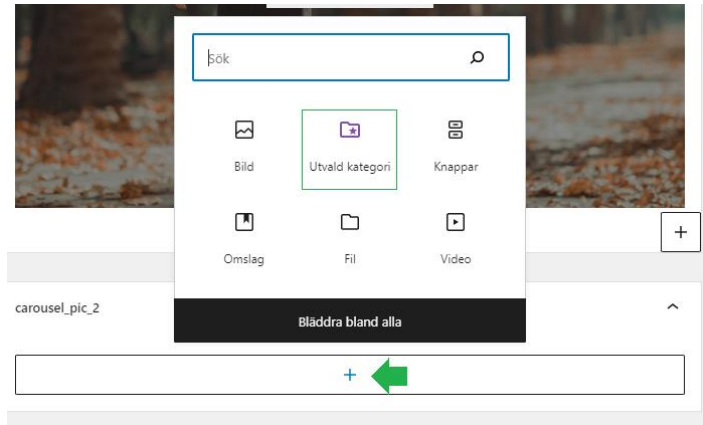 Sök
Bild
Utvald kategori
Knappar
Omslag
Fil
Video
Bläddra bland alla
carousel_pic_2